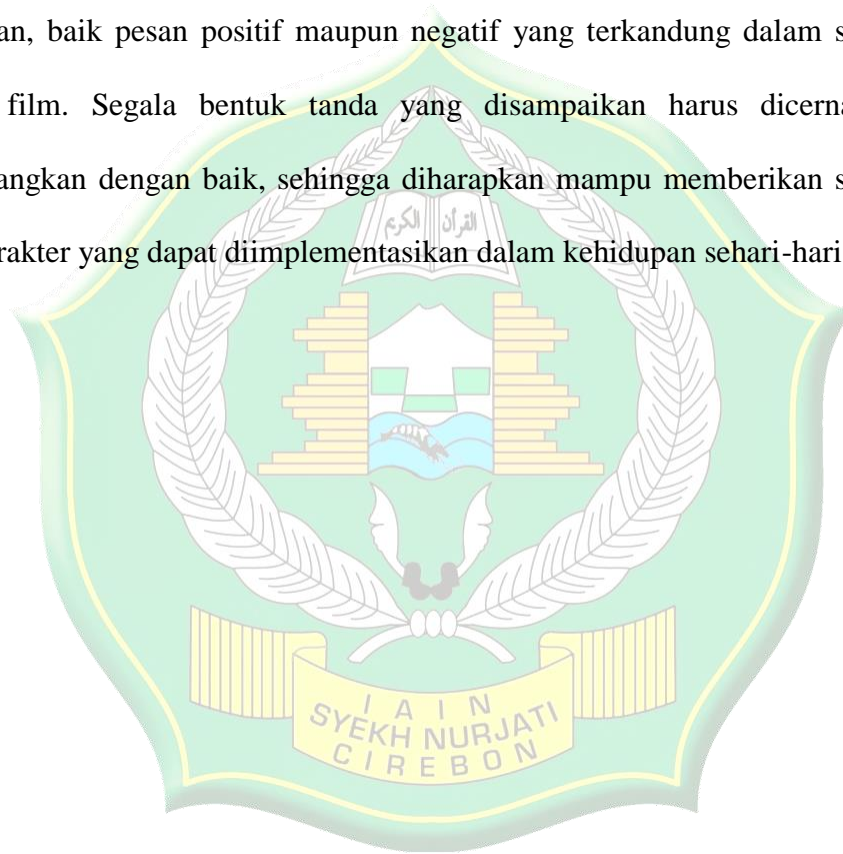 an, baik pesan positif maupun negatif yang terkandung dalam s
film. Segala bentuk tanda yang disampaikan harus dicerna
angkan dengan baik, sehingga diharapkan mampu memberikan s
rakter yang dapat diimplementasikan dalam kehidupan sehari-hari
القرآن الكريم
I A I N
SYEKH NURJATI
CIREBON